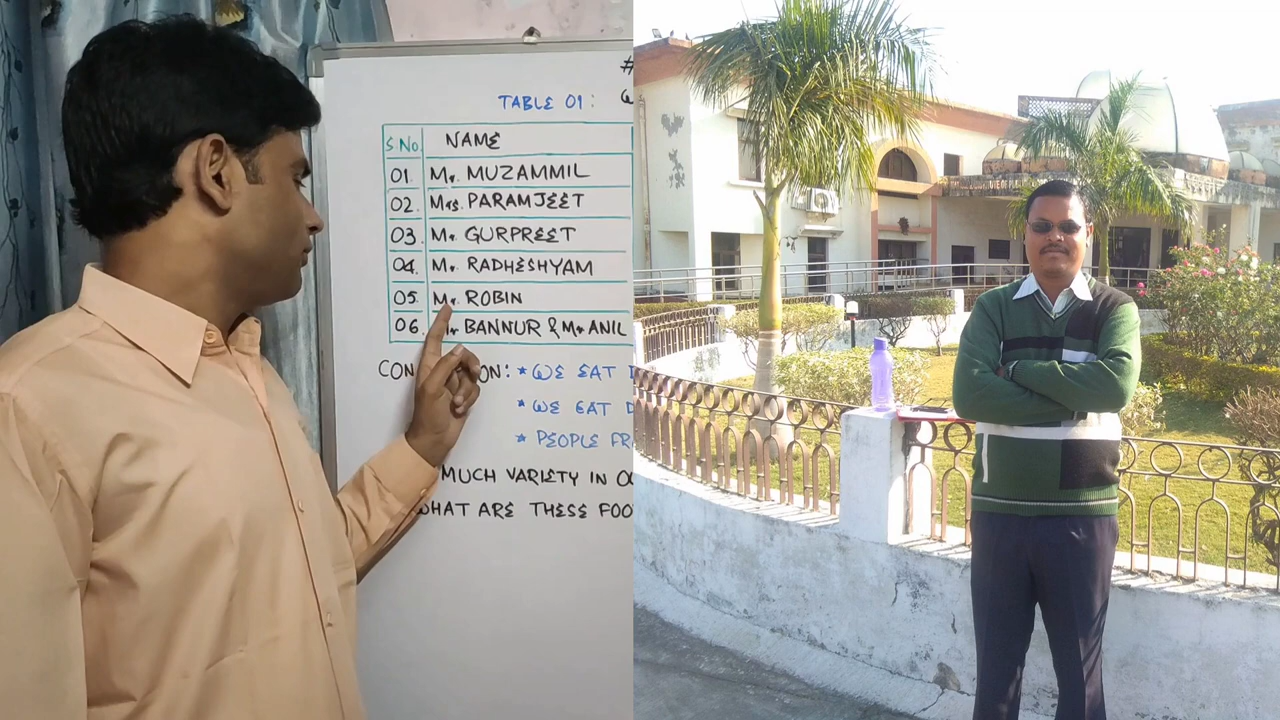 #
TABLE 01:
S No. NAME
01. Mr. MUZAMMIL
02. Mrs. PARAMJEET
03. Mr. GURPREET
04. Mr. RADHESHYAM
05. Mr. ROBIN
06. Mr BANNUR & Mr ANIL
* WE EAT
* WE EAT
* PEOPLE
MUCH VARIETY IN
WHAT ARE THESE